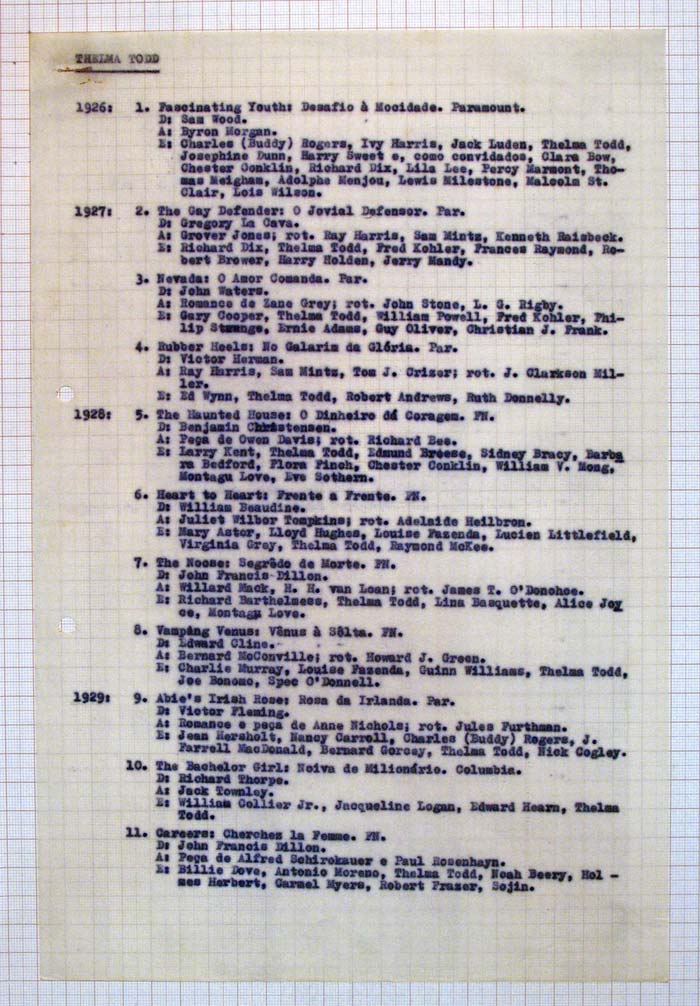 THELMA TODD
1926: 1. Fascinating Youth: Desafio à Mocidade. Paramount.
D: Sam Wood.
A: Byron Morgan.
E: Charles (Buddy) Rogers, Ivy Harris, Jack Luden, Thelma Todd,
Josephine Dunn, Harry Sweet e, como convidados, Clara Bow,
Chester Conklin, Richard Dix, Lila Lee, Percy Marmont, Tho-
mas Meigham, Adolphe Menjou, Lewis Milestone, Malcolm St.
Clair, Lois Wilson.
1927: 2. The Gay Defender: O Jovial Defensor. Par.
D: Gregory La Cava.
A: Grover Jones; rot. Ray Harris, Sam Mintz, Kenneth Raisbeck.
E: Richard Dix, Thelma Todd, Fred Kohler, Frances Raymond, Ro-
bert Brower, Harry Holden, Jerry Mandy.
3. Nevada: O Amor Comanda. Par.
D: John Waters.
A: Romance de Zane Grey; rot. John Stone, L. G. Rigby.
E: Gary Cooper, Thelma Todd, William Powell, Fred Kohler, Phi-
lip Strange, Ernie Adams, Guy Oliver, Christian J. Frank.
4. Rubber Heels: No Galarim da Glória. Par.
D: Victor Herman.
A: Ray Harris, Sam Mintz, Tom J. Crizer; rot. J. Clarkson Mil-
ler.
E: Ed Wynn, Thelma Todd, Robert Andrews, Ruth Donnelly.
1928: 5. The Haunted House: O Dinheiro dá Coragem. FN.
D: Benjamin Christensen.
A: Peça de Owen Davis; rot. Richard Bee.
E: Larry Kent, Thelma Todd, Edmund Breese, Sidney Bracy, Barba
ra Bedford, Flora Finch, Chester Conklin, William V. Mong,
Montagu Love, Eve Sothern.
6. Heart to Heart: Frente a Frente. FN.
D: William Beaudine.
A: Juliet Wilbor Tompkins; rot. Adelaide Heilbron.
E: Mary Astor, Lloyd Hughes, Louise Fazenda, Lucien Littlefield,
Virginia Grey, Thelma Todd, Raymond McKee.
7. The Noose: Segrêdo de Morte. FN.
D: John Francis Dillon.
A: Willard Mack, H. H. van Loan; rot. James T. O'Donohoe.
E: Richard Barthelmess, Thelma Todd, Lina Basquette, Alice Joy
ce, Montagu Love.
8. Vamping Venus: Vênus à Sôlta. FN.
D: Edward Cline.
A: Bernard McConville; rot. Howard J. Green.
E: Charlie Murray, Louise Fazenda, Guinn Williams, Thelma Todd,
Joe Bonomo, Spec O'Donnell.
1929: 9. Abie's Irish Rose: Rosa da Irlanda. Par.
D: Victor Fleming.
A: Romance e peça de Anne Nichols; rot. Jules Furthman.
E: Jean Hersholt, Nancy Carroll, Charles (Buddy) Rogers, J.
Farrell MacDonald, Bernard Gorcey, Thelma Todd, Nick Cogley.
10. The Bachelor Girl: Noiva de Milionário. Columbia.
D: Richard Thorpe.
A: Jack Townley.
E: William Collier Jr., Jacqueline Logan, Edward Hearn, Thelma
Todd.
11. Careers: Cherchez la Femme. FN.
D: John Francis Dillon.
A: Peça de Alfred Schirokauer e Paul Rosenhayn.
E: Billie Dove, Antonio Moreno, Thelma Todd, Noah Beery, Hol -
mes Herbert, Carmel Myers, Robert Frazer, Sojin.